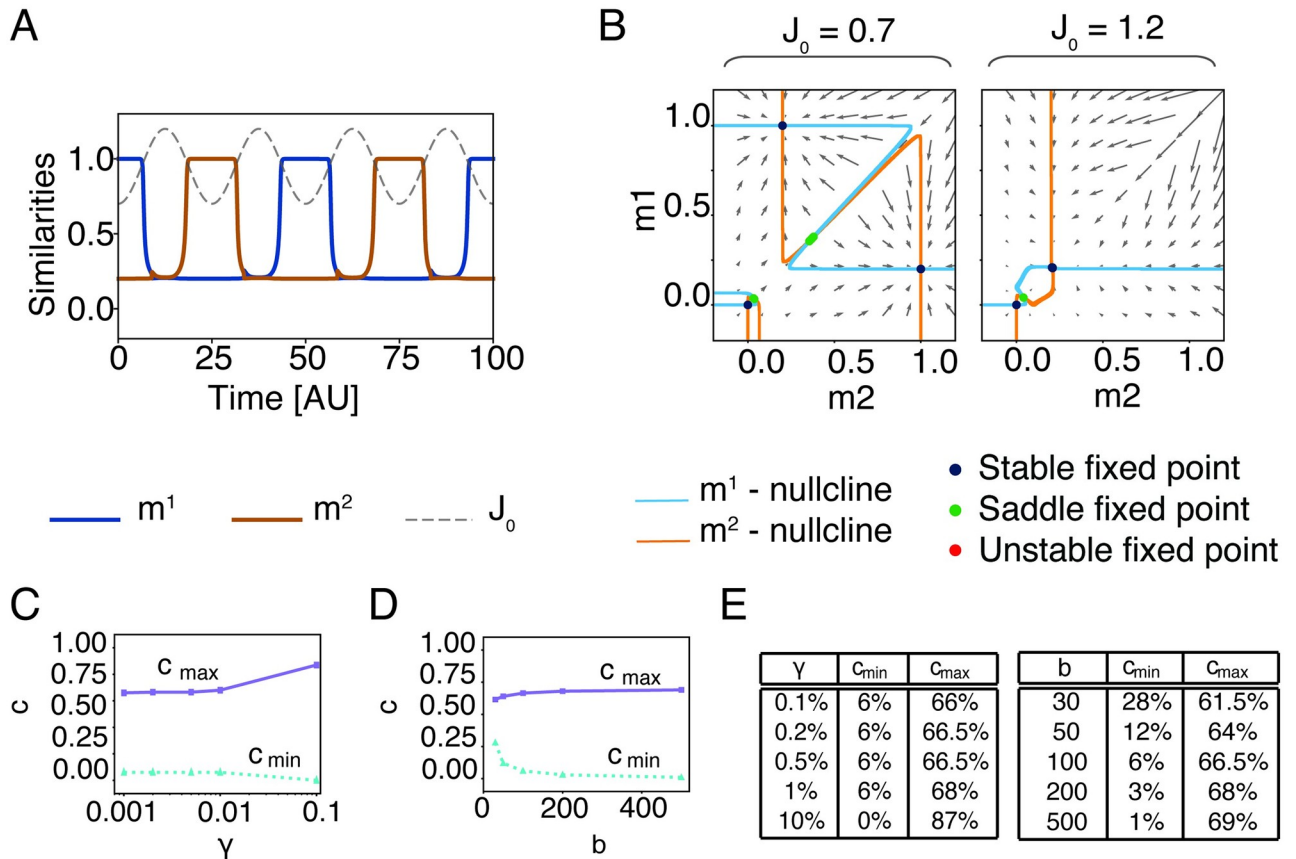 A
B
J₀ = 0.7
J₀ = 1.2
Similarities
1.0
0.5
0.0
0 25 50 75 100
Time [AU]
m1
1.0
0.5
0.0
0.0 0.5 1.0
m2
0.0 0.5 1.0
m2
m¹
m²
J₀
m¹ - nullcline
m² - nullcline
Stable fixed point
Saddle fixed point
Unstable fixed point
C
c
1.00
0.75
0.50
0.25
0.00
c max
c min
0.001 0.01 0.1
γ
D
c
1.00
0.75
0.50
0.25
0.00
c max
c min
0 200 400
b
E
γ cmin cmax
0.1% 6% 66%
0.2% 6% 66.5%
0.5% 6% 66.5%
1% 6% 68%
10% 0% 87%
b cmin cmax
30 28% 61.5%
50 12% 64%
100 6% 66.5%
200 3% 68%
500 1% 69%